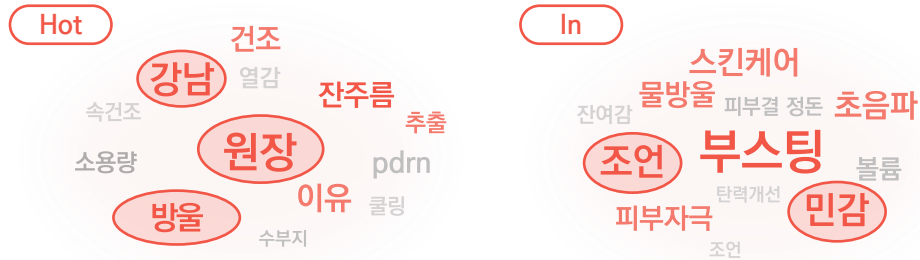 Hot
건조
강남
열감
잔주름
속건조
추출
원장
소용량
pdrn
이유
쿨링
방울
수부지
In
스킨케어
물방울
피부결 정돈
초음파
잔여감
부스팅
조언
볼륨
탄력개선
민감
피부자극
조언